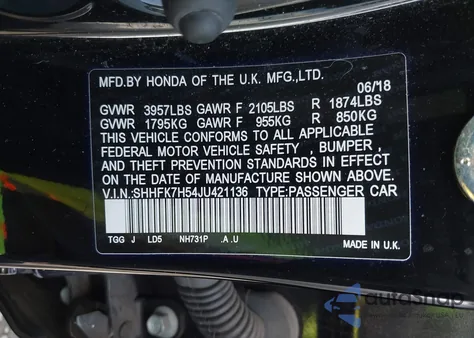 MFD.BY HONDA OF THE U.K. MFG.,LTD.
06/18
GVWR 3957LBS GAWR F 2105LBS R 1874LBS
GVWR 1795KG GAWR F 955KG R 850KG
THIS VEHICLE CONFORMS TO ALL APPLICABLE
FEDERAL MOTOR VEHICLE SAFETY , BUMPER ,
AND THEFT PREVENTION STANDARDS IN EFFECT
ON THE DATE OF MANUFACTURE SHOWN ABOVE.
V.I.N.:SHHFK7H54JU421136 TYPE:PASSENGER CAR
TGG J LD5 NH731P .A.U
MADE IN U.K.
autoSnap